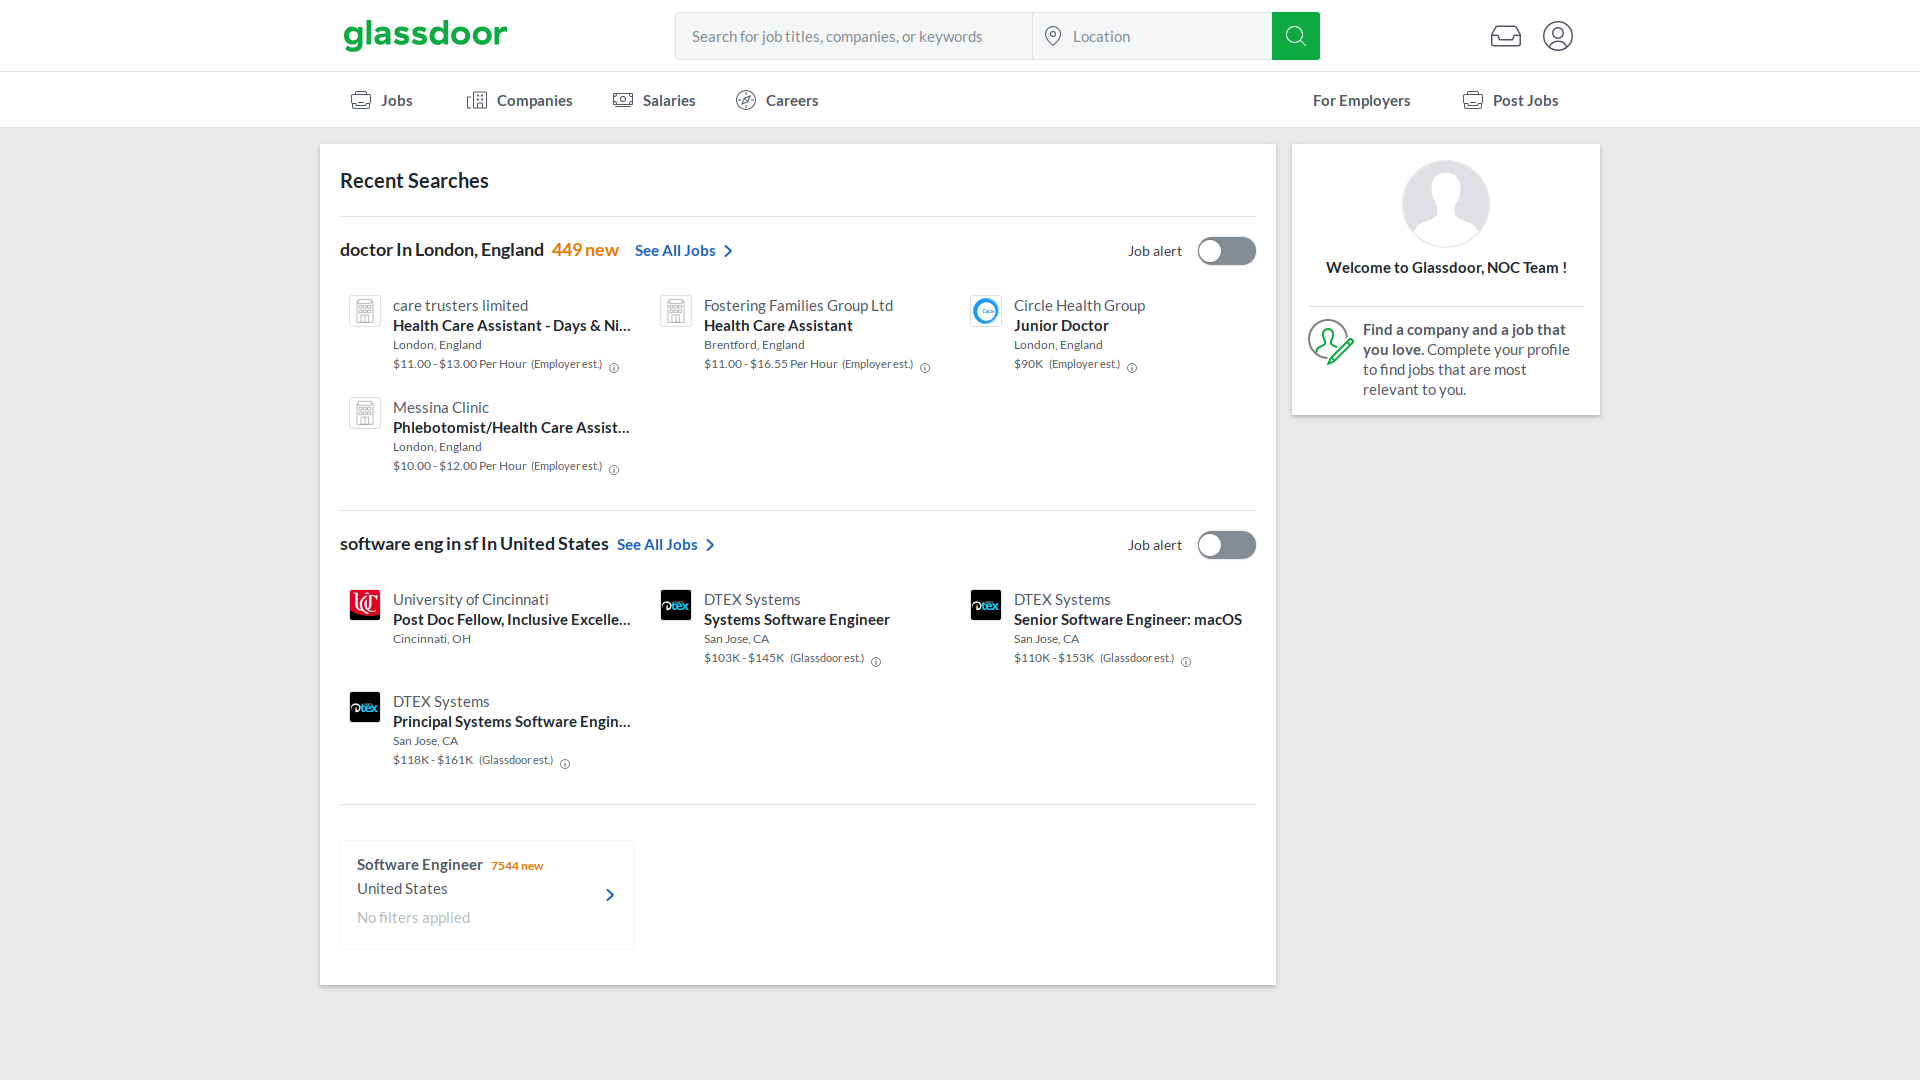 glassdoor
Search for job titles, companies, or keywords
Location
Jobs
Companies
Salaries
Careers
For Employers
Post Jobs
Recent Searches
doctor In London, England 449 new See All Jobs
Job alert
care trusters limited
Health Care Assistant - Days & Ni...
London, England
$11.00 - $13.00 Per Hour (Employer est.)
Fostering Families Group Ltd
Health Care Assistant
Brentford, England
$11.00 - $16.55 Per Hour (Employer est.)
Circle Health Group
Junior Doctor
London, England
$90K (Employer est.)
Messina Clinic
Phlebotomist/Health Care Assist...
London, England
$10.00 - $12.00 Per Hour (Employer est.)
software eng in sf In United States See All Jobs
Job alert
UC
University of Cincinnati
Post Doc Fellow, Inclusive Excelle...
Cincinnati, OH
Dtex
DTEX Systems
Systems Software Engineer
San Jose, CA
$103K - $145K (Glassdoor est.)
Dtex
DTEX Systems
Senior Software Engineer: macOS
San Jose, CA
$110K - $153K (Glassdoor est.)
Dtex
DTEX Systems
Principal Systems Software Engin...
San Jose, CA
$118K - $161K (Glassdoor est.)
Software Engineer 7544 new
United States
No filters applied
Welcome to Glassdoor, NOC Team !
Find a company and a job that
you love. Complete your profile
to find jobs that are most
relevant to you.